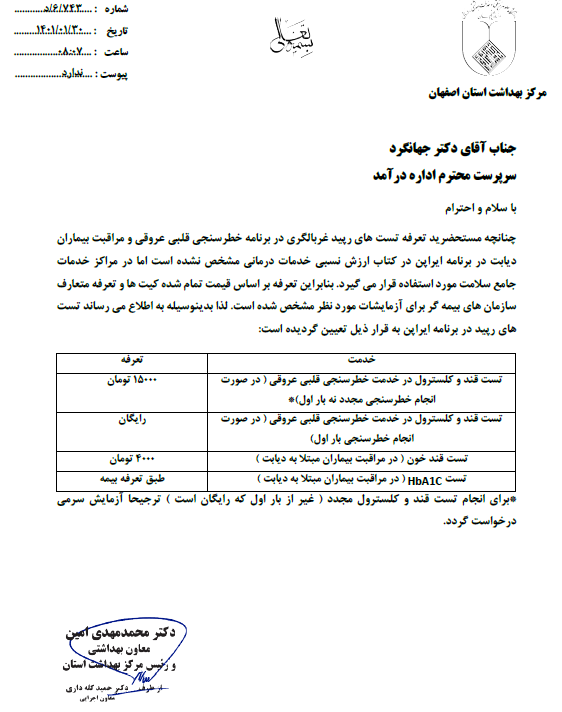 شماره : ۶/۷۴۳/د
تاریخ : ۱۴۰۱/۰۱/۳۰
ساعت : ۰۸:۰۷
پیوست : ندارد
بسمه تعالی
مرکز بهداشت استان اصفهان
جناب آقای دکتر جهانگرد
سرپرست محترم اداره درآمد
با سلام و احترام
چنانچه مستحضرید تعرفه تست های رپید غربالگری در برنامه خطرسنجی قلبی عروقی و مراقبت بیماران
دیابت در برنامه ایراپن در کتاب ارزش نسبی خدمات درمانی مشخص نشده است اما در مراکز خدمات
جامع سلامت مورد استفاده قرار می گیرد. بنابراین تعرفه بر اساس قیمت تمام شده کیت ها و تعرفه متعارف
سازمان های بیمه گر برای آزمایشات مورد نظر مشخص شده است. لذا بدینوسیله به اطلاع می رساند تست
های رپید در برنامه ایراپن به قرار ذیل تعیین گردیده است:
خدمت تعرفه
تست قند و کلسترول در خدمت خطرسنجی قلبی عروقی ( در صورت ۱۵۰۰۰ تومان
انجام خطرسنجی مجدد نه بار اول)*
تست قند و کلسترول در خدمت خطرسنجی قلبی عروقی ( در صورت رایگان
انجام خطرسنجی بار اول)
تست قند خون ( در مراقبت بیماران مبتلا به دیابت ) ۴۰۰۰ تومان
تست HbA1C ( در مراقبت بیماران مبتلا به دیابت ) طبق تعرفه بیمه
*برای انجام تست قند و کلسترول مجدد ( غیر از بار اول که رایگان است ) ترجیحا آزمایش سرمی
درخواست گردد.
دکتر محمدمهدی امین
معاون بهداشتی
و رئیس مرکز بهداشت استان
از طرف دکتر حمید گله داری
معاون اجرایی